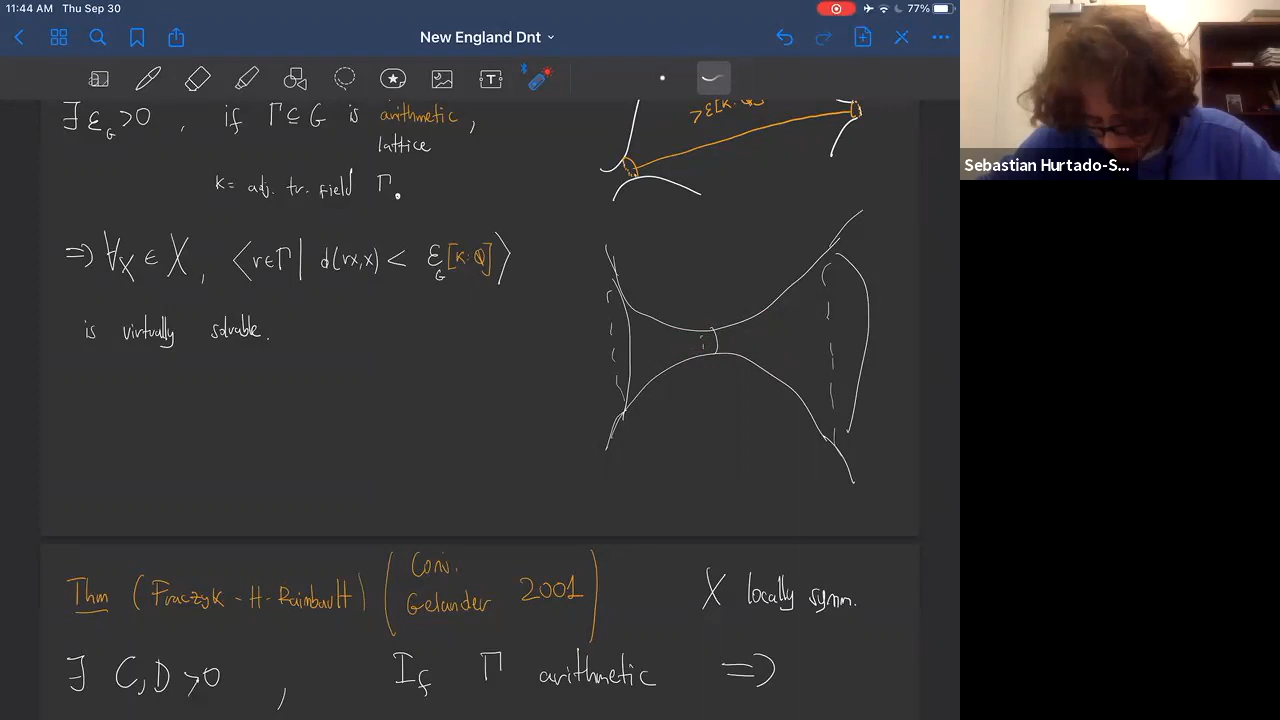 11:44 AM Thu Sep 30
77%
New England Dnt
∃ ε_G > 0 , if Γ ⊆ G is arithmetic ,
lattice
K = adj. tr. field Γ.
> ε[K:Q]
⇒ ∀x ∈ X , ⟨ r ∈ Γ | d(rx,x) < ε_G [K:Q] ⟩
is virtually solvable.
Sebastian Hurtado-S...
Thm (Fraczyk - H - Raimbault) ( Conj. Gelander 2001 ) X locally symm.
∃ C, D > 0 , If Γ arithmetic ⇒